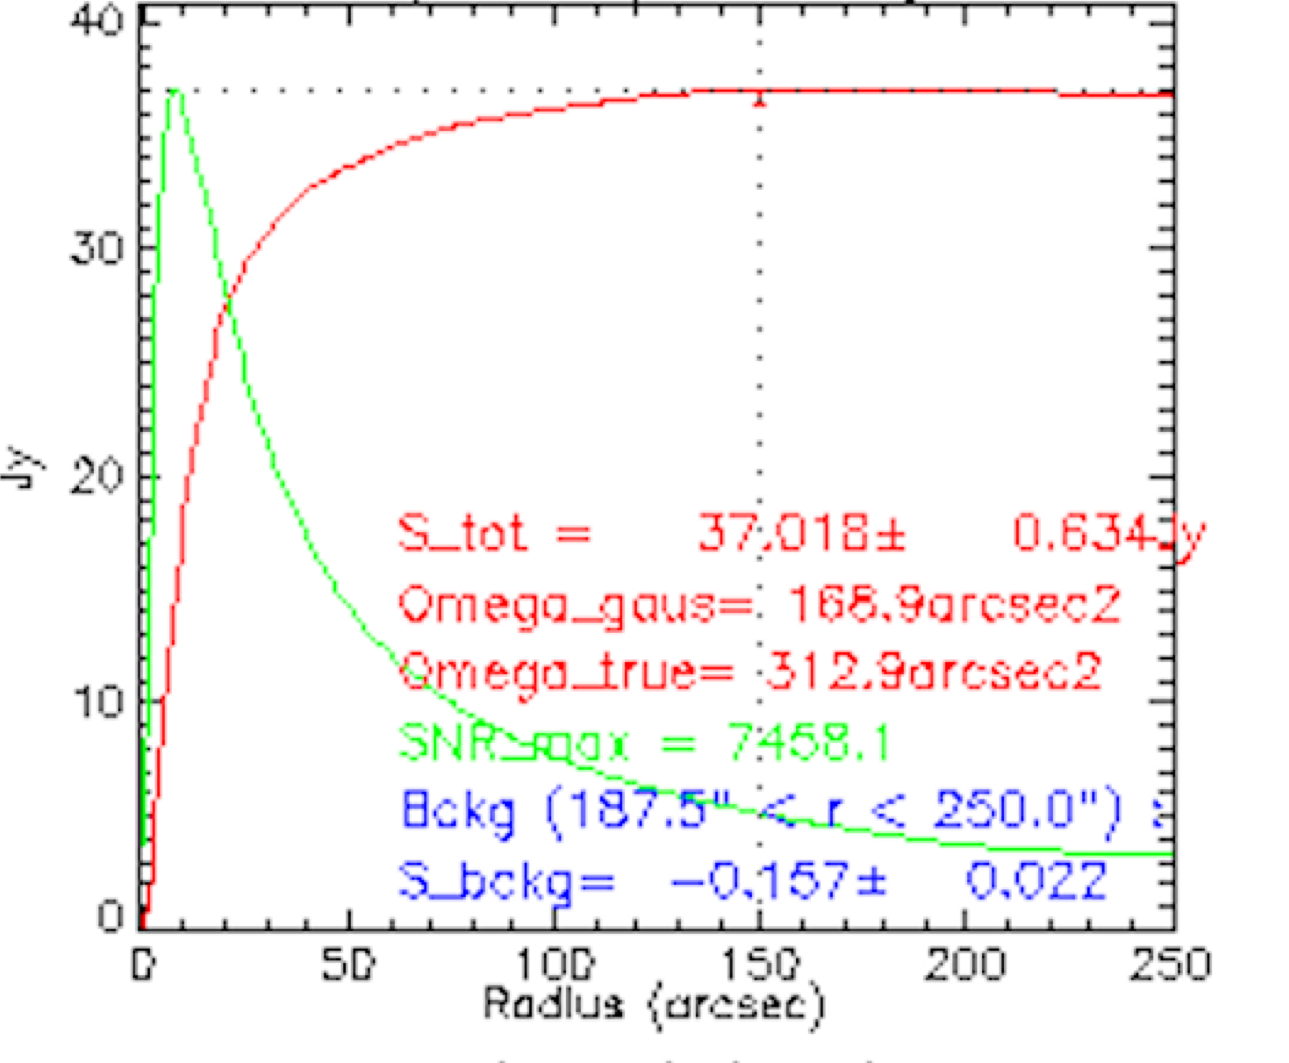 40
30
20
10
0
Jy
S_tot = 37.018± 0.634Jy
Omega_gaus= 168.9arcsec2
Omega_true= 312.9arcsec2
SNR_max = 7458.1
Bckg (187.5" < r < 250.0")
S_bckg= -0.157± 0.022
0 50 100 150 200 250
Radius (arcsec)